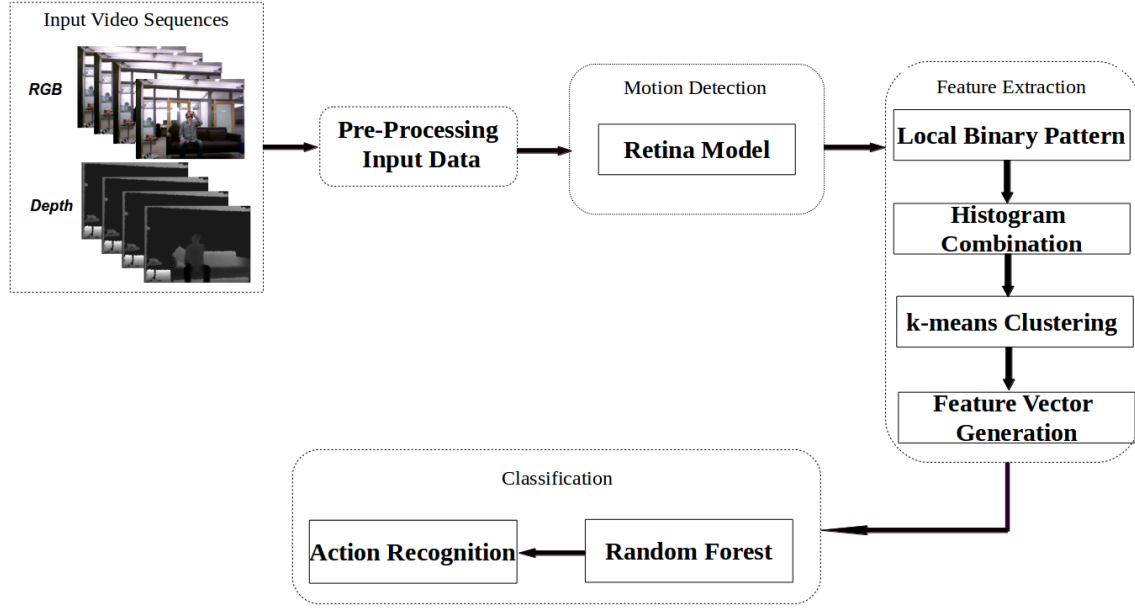 Input Video Sequences
RGB
Depth
Pre-Processing
Input Data
Motion Detection
Retina Model
Feature Extraction
Local Binary Pattern
Histogram
Combination
k-means Clustering
Feature Vector
Generation
Classification
Action Recognition
Random Forest